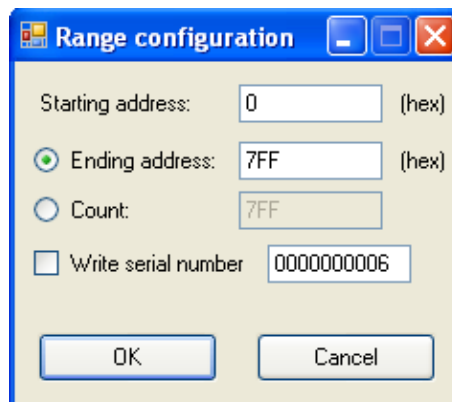 Range configuration
Starting address: 0 (hex)
Ending address: 7FF (hex)
Count: 7FF
Write serial number 0000000006
OK Cancel